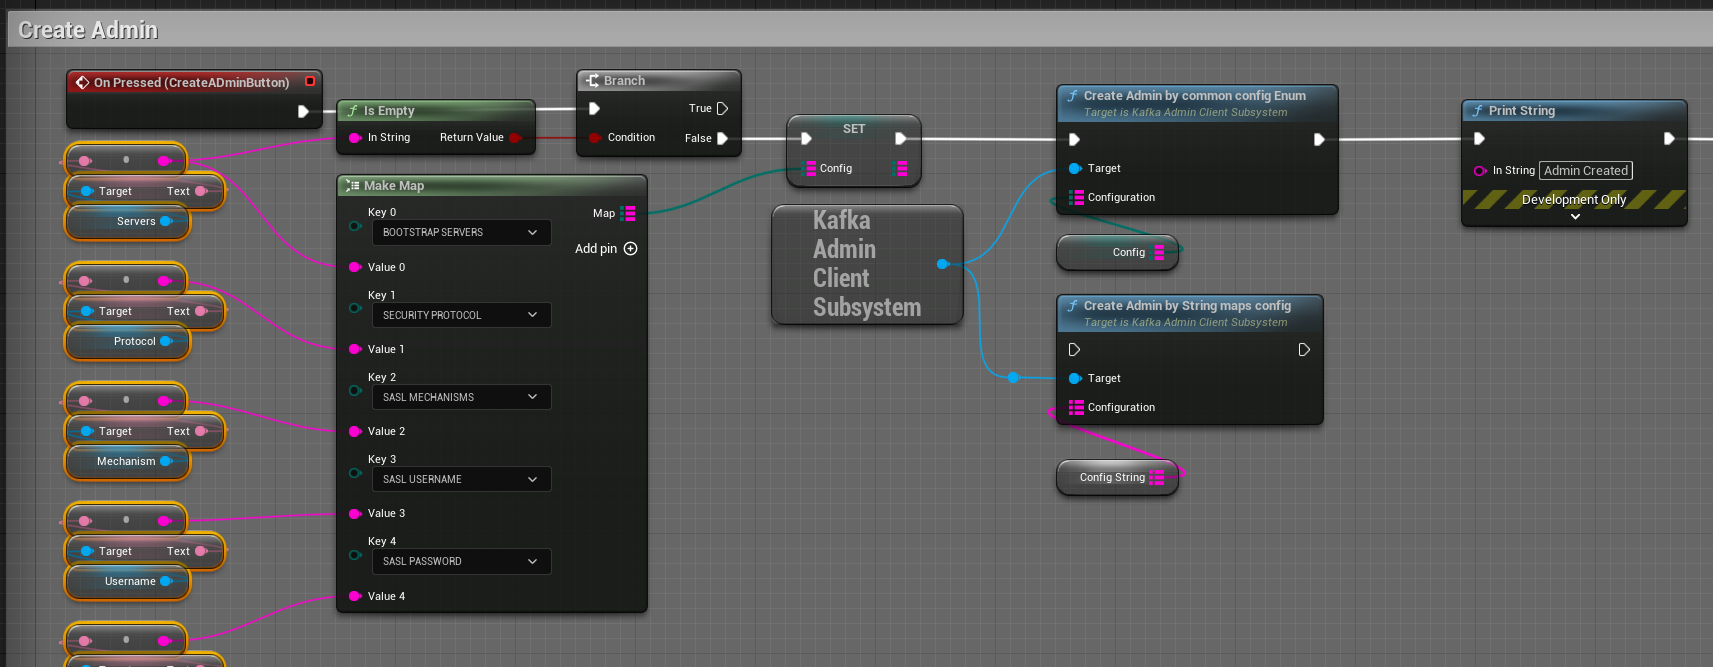 Create Admin
On Pressed (CreateADminButton)
Is Empty
In String Return Value
Branch
True
Condition False
Target Text
Servers
Target Text
Protocol
Target Text
Mechanism
Target Text
Username
Make Map
Key 0
BOOTSTRAP SERVERS
Map
Add pin
Value 0
Key 1
SECURITY PROTOCOL
Value 1
Key 2
SASL MECHANISMS
Value 2
Key 3
SASL USERNAME
Value 3
Key 4
SASL PASSWORD
Value 4
SET
Config
Kafka
Admin
Client
Subsystem
Create Admin by common config Enum
Target is Kafka Admin Client Subsystem
Target
Configuration
Config
Create Admin by String maps config
Target is Kafka Admin Client Subsystem
Target
Configuration
Config String
Print String
In String Admin Created
Development Only